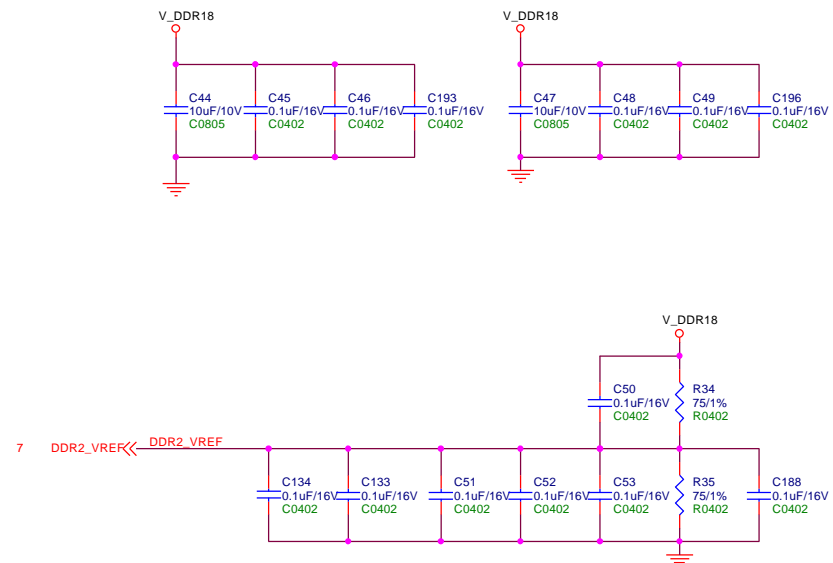 V_DDR18
V_DDR18
C44
10uF/10V
C0805
C45
0.1uF/16V
C0402
C46
0.1uF/16V
C0402
C193
0.1uF/16V
C0402
C47
10uF/10V
C0805
C48
0.1uF/16V
C0402
C49
0.1uF/16V
C0402
C196
0.1uF/16V
C0402
V_DDR18
C50
0.1uF/16V
C0402
R34
75/1%
R0402
7 DDR2_VREF DDR2_VREF
C134
0.1uF/16V
C0402
C133
0.1uF/16V
C0402
C51
0.1uF/16V
C0402
C52
0.1uF/16V
C0402
C53
0.1uF/16V
C0402
R35
75/1%
R0402
C188
0.1uF/16V
C0402